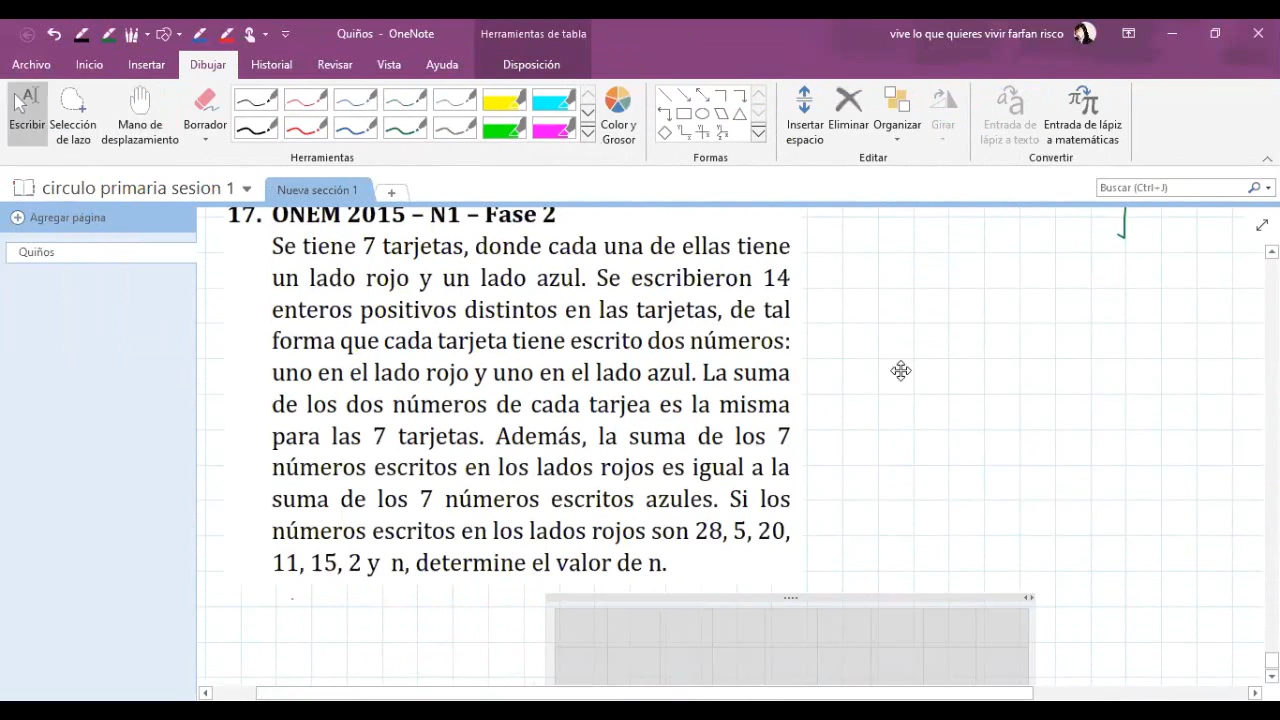 Quiños - OneNote
Herramientas de tabla
vive lo que quieres vivir farfan risco
Archivo Inicio Insertar Dibujar Historial Revisar Vista Ayuda Disposición
Escribir
Selección de lazo
Mano de desplazamiento
Borrador
Color y Grosor
Insertar espacio
Eliminar
Organizar
Girar
Entrada de lápiz a texto
Entrada de lápiz a matemáticas
Herramientas Formas Editar Convertir
circulo primaria sesion 1
Nueva sección 1
Buscar (Ctrl+J)
Agregar página
Quiños
17. ONEM 2015 – N1 – Fase 2
Se tiene 7 tarjetas, donde cada una de ellas tiene
un lado rojo y un lado azul. Se escribieron 14
enteros positivos distintos en las tarjetas, de tal
forma que cada tarjeta tiene escrito dos números:
uno en el lado rojo y uno en el lado azul. La suma
de los dos números de cada tarjea es la misma
para las 7 tarjetas. Además, la suma de los 7
números escritos en los lados rojos es igual a la
suma de los 7 números escritos azules. Si los
números escritos en los lados rojos son 28, 5, 20,
11, 15, 2 y n, determine el valor de n.